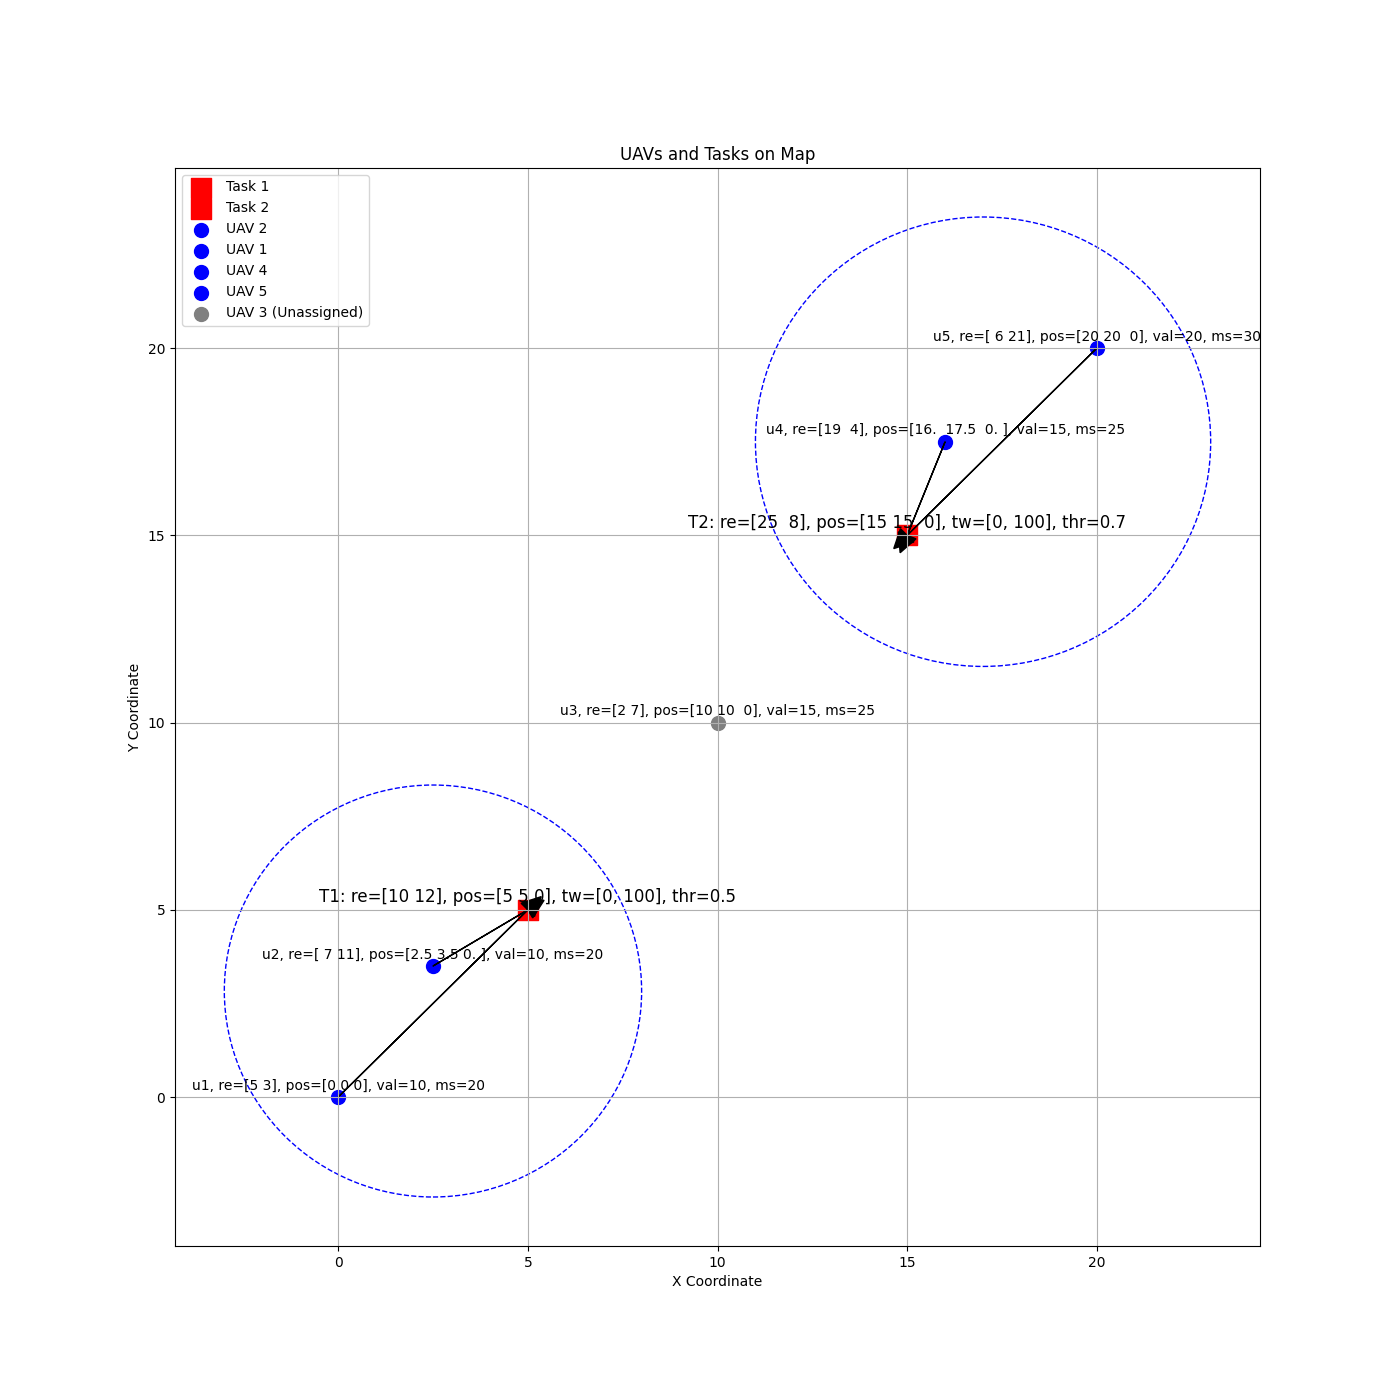 UAVs and Tasks on Map
Task 1
Task 2
UAV 2
UAV 1
UAV 4
UAV 5
UAV 3 (Unassigned)
u5, re=[ 6 21], pos=[20 20  0], val=20, ms=30
20
u4, re=[19  4], pos=[16.  17.5  0. ], val=15, ms=25
T2: re=[25  8], pos=[15 15  0], tw=[0, 100], thr=0.7
15
u3, re=[2 7], pos=[10 10  0], val=15, ms=25
10
Y Coordinate
T1: re=[10 12], pos=[5 5 0], tw=[0, 100], thr=0.5
5
u2, re=[ 7 11], pos=[2.5 3.5 0. ], val=10, ms=20
u1, re=[5 3], pos=[0 0 0], val=10, ms=20
0
0 5 10 15 20
X Coordinate